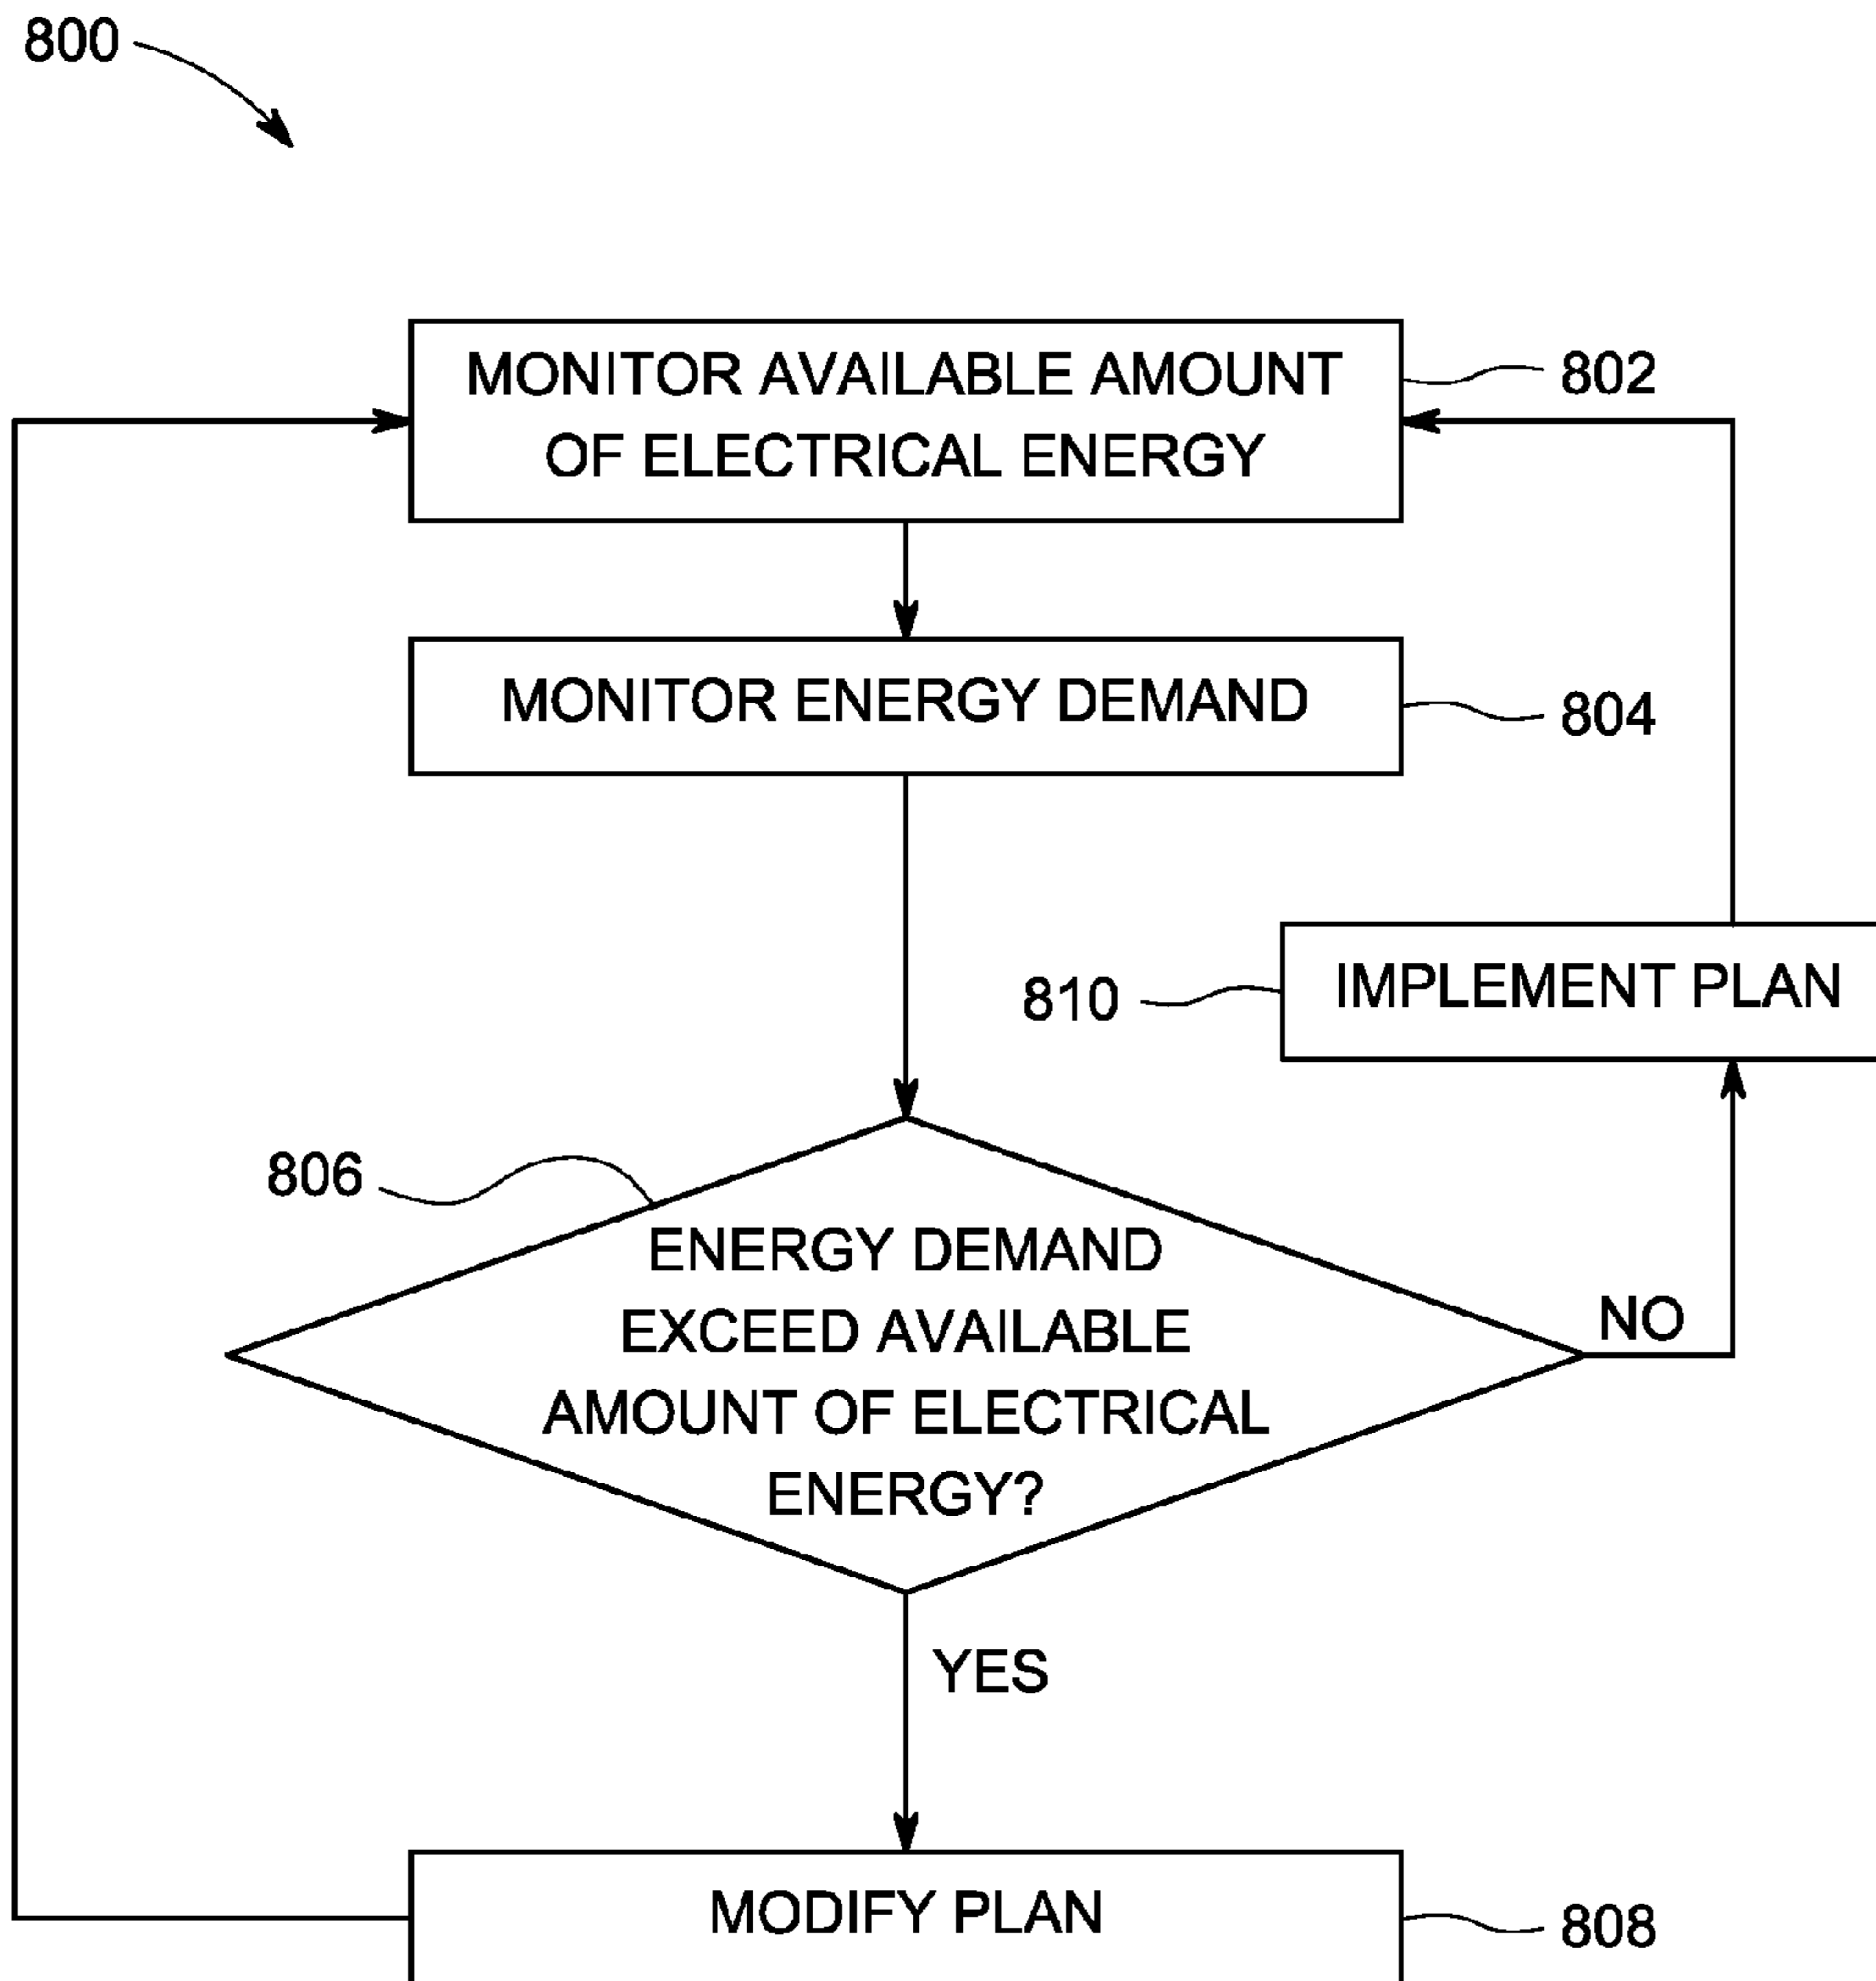 800
MONITOR AVAILABLE AMOUNT
OF ELECTRICAL ENERGY
802
MONITOR ENERGY DEMAND
804
810
IMPLEMENT PLAN
806
ENERGY DEMAND
EXCEED AVAILABLE
AMOUNT OF ELECTRICAL
ENERGY?
NO
YES
MODIFY PLAN
808